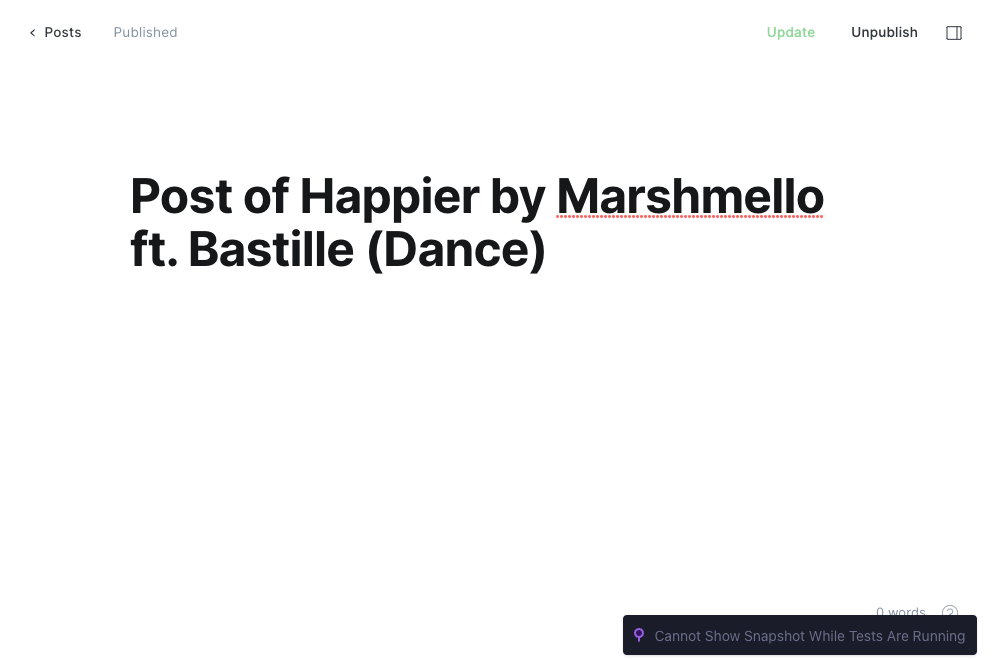 Posts Published Update Unpublish
Post of Happier by Marshmello
ft. Bastille (Dance)
0 words ?
Cannot Show Snapshot While Tests Are Running